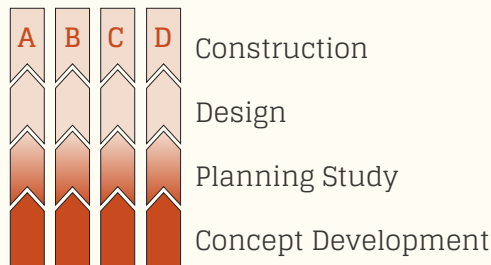 A B C D
Construction
Design
Planning Study
Concept Development